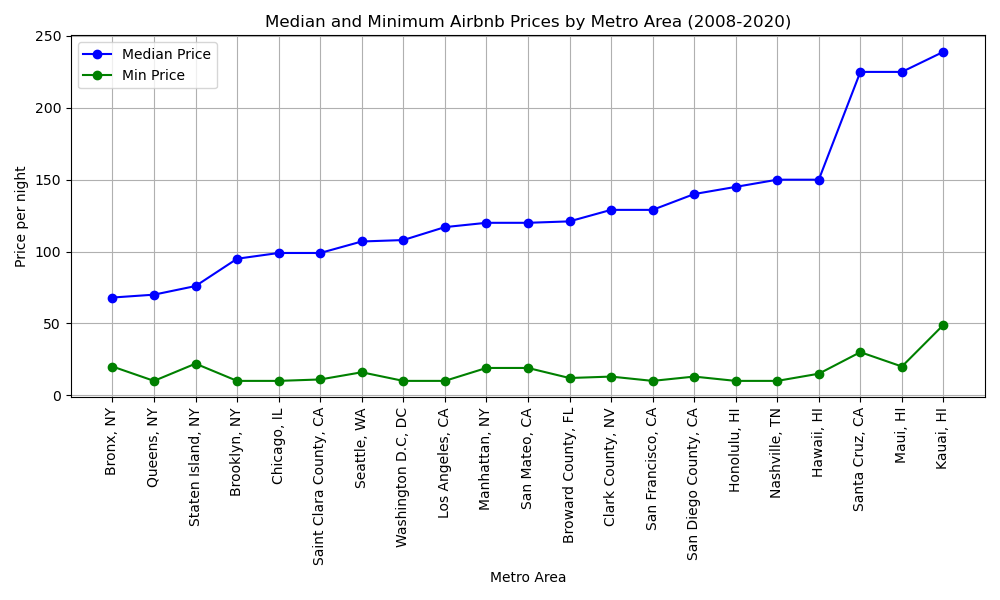 Median and Minimum Airbnb Prices by Metro Area (2008-2020)
Median Price
Min Price
Price per night
250
200
150
100
50
0
Bronx, NY
Queens, NY
Staten Island, NY
Brooklyn, NY
Chicago, IL
Saint Clara County, CA
Seattle, WA
Washington D.C, DC
Los Angeles, CA
Manhattan, NY
San Mateo, CA
Broward County, FL
Clark County, NV
San Francisco, CA
San Diego County, CA
Honolulu, HI
Nashville, TN
Hawaii, HI
Santa Cruz, CA
Maui, HI
Kauai, HI
Metro Area